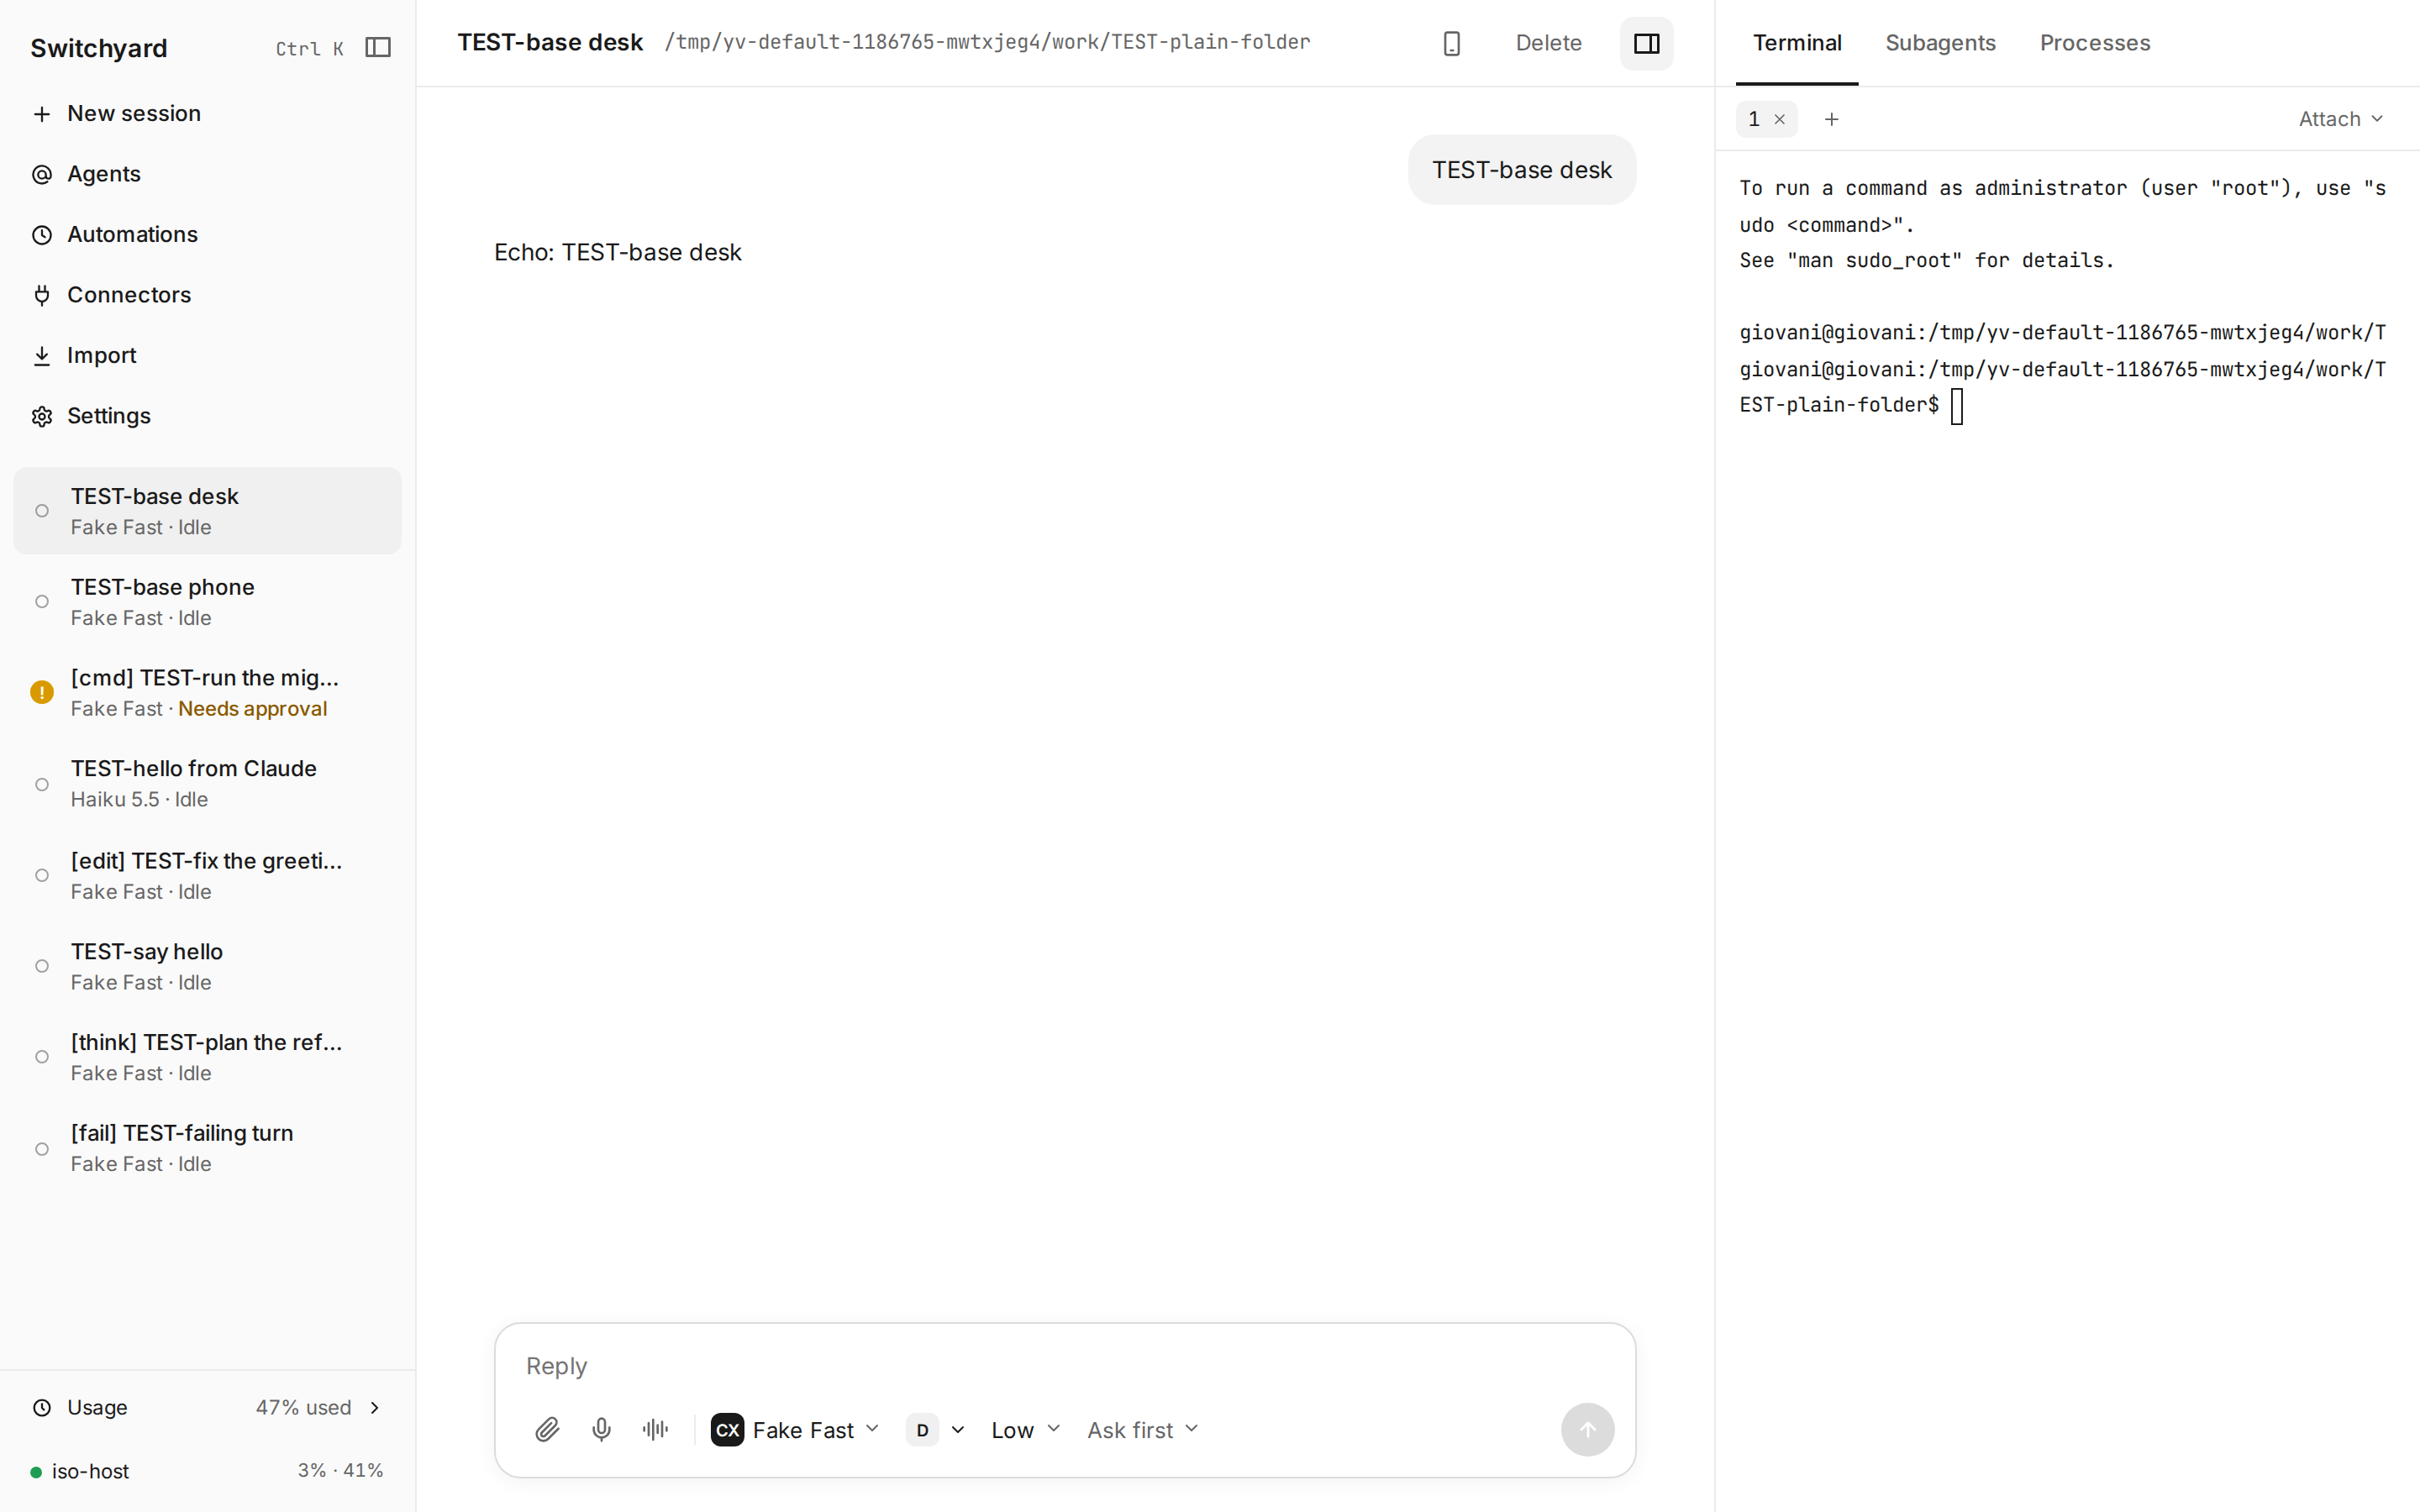 Switchyard Ctrl K
New session
Agents
Automations
Connectors
Import
Settings
TEST-base desk
Fake Fast · Idle
TEST-base phone
Fake Fast · Idle
[cmd] TEST-run the mig...
Fake Fast · Needs approval
TEST-hello from Claude
Haiku 5.5 · Idle
[edit] TEST-fix the greeti...
Fake Fast · Idle
TEST-say hello
Fake Fast · Idle
[think] TEST-plan the ref...
Fake Fast · Idle
[fail] TEST-failing turn
Fake Fast · Idle
Usage 47% used
iso-host 3% · 41%
TEST-base desk /tmp/yv-default-1186765-mwtxjeg4/work/TEST-plain-folder Delete
TEST-base desk
Echo: TEST-base desk
Reply
CX Fake Fast D Low Ask first
Terminal Subagents Processes
1 Attach
To run a command as administrator (user "root"), use "s
udo <command>".
See "man sudo_root" for details.
giovani@giovani:/tmp/yv-default-1186765-mwtxjeg4/work/T
giovani@giovani:/tmp/yv-default-1186765-mwtxjeg4/work/T
EST-plain-folder$